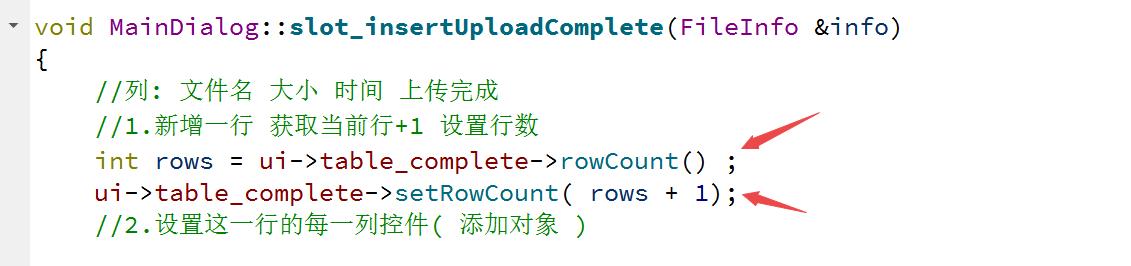 void MainDialog::slot_insertUploadComplete(FileInfo &info)
{
//列: 文件名 大小 时间 上传完成
//1.新增一行 获取当前行+1 设置行数
int rows = ui->table_complete->rowCount() ;
ui->table_complete->setRowCount( rows + 1);
//2.设置这一行的每一列控件( 添加对象 )